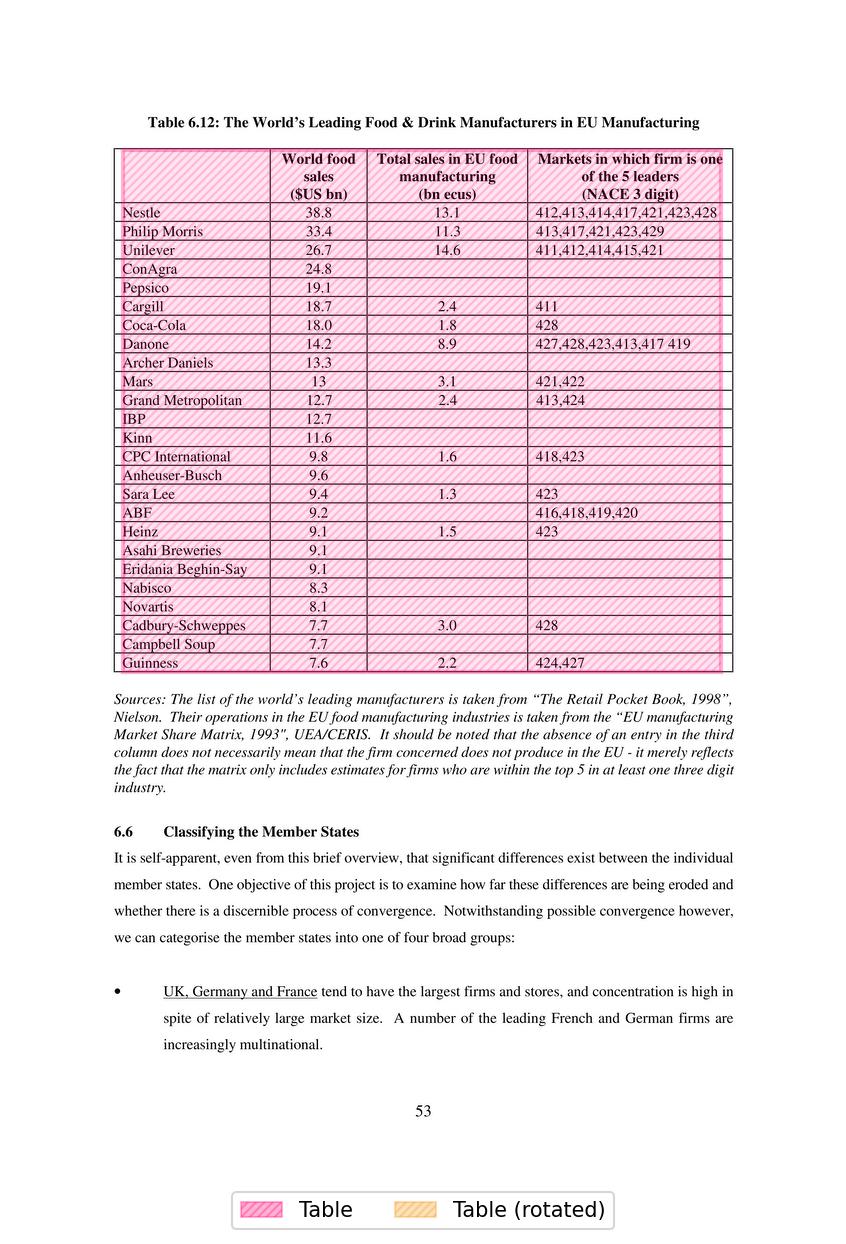 Table 6.12: The World's Leading Food & Drink Manufacturers in EU Manufacturing
World food sales ($US bn) Total sales in EU food manufacturing (bn ecus) Markets in which firm is one of the 5 leaders (NACE 3 digit)
Nestle 38.8 13.1 412,413,414,417,421,423,428
Philip Morris 33.4 11.3 413,417,421,423,429
Unilever 26.7 14.6 411,412,414,415,421
ConAgra 24.8
Pepsico 19.1
Cargill 18.7 2.4 411
Coca-Cola 18.0 1.8 428
Danone 14.2 8.9 427,428,423,413,417 419
Archer Daniels 13.3
Mars 13 3.1 421,422
Grand Metropolitan 12.7 2.4 413,424
IBP 12.7
Kinn 11.6
CPC International 9.8 1.6 418,423
Anheuser-Busch 9.6
Sara Lee 9.4 1.3 423
ABF 9.2 416,418,419,420
Heinz 9.1 1.5 423
Asahi Breweries 9.1
Eridania Beghin-Say 9.1
Nabisco 8.3
Novartis 8.1
Cadbury-Schweppes 7.7 3.0 428
Campbell Soup 7.7
Guinness 7.6 2.2 424,427
Sources: The list of the world's leading manufacturers is taken from "The Retail Pocket Book, 1998",
Nielson. Their operations in the EU food manufacturing industries is taken from the "EU manufacturing
Market Share Matrix, 1993", UEA/CERIS. It should be noted that the absence of an entry in the third
column does not necessarily mean that the firm concerned does not produce in the EU - it merely reflects
the fact that the matrix only includes estimates for firms who are within the top 5 in at least one three digit
industry.
6.6 Classifying the Member States
It is self-apparent, even from this brief overview, that significant differences exist between the individual
member states. One objective of this project is to examine how far these differences are being eroded and
whether there is a discernible process of convergence. Notwithstanding possible convergence however,
we can categorise the member states into one of four broad groups:
• UK, Germany and France tend to have the largest firms and stores, and concentration is high in
spite of relatively large market size. A number of the leading French and German firms are
increasingly multinational.
53
Table Table (rotated)